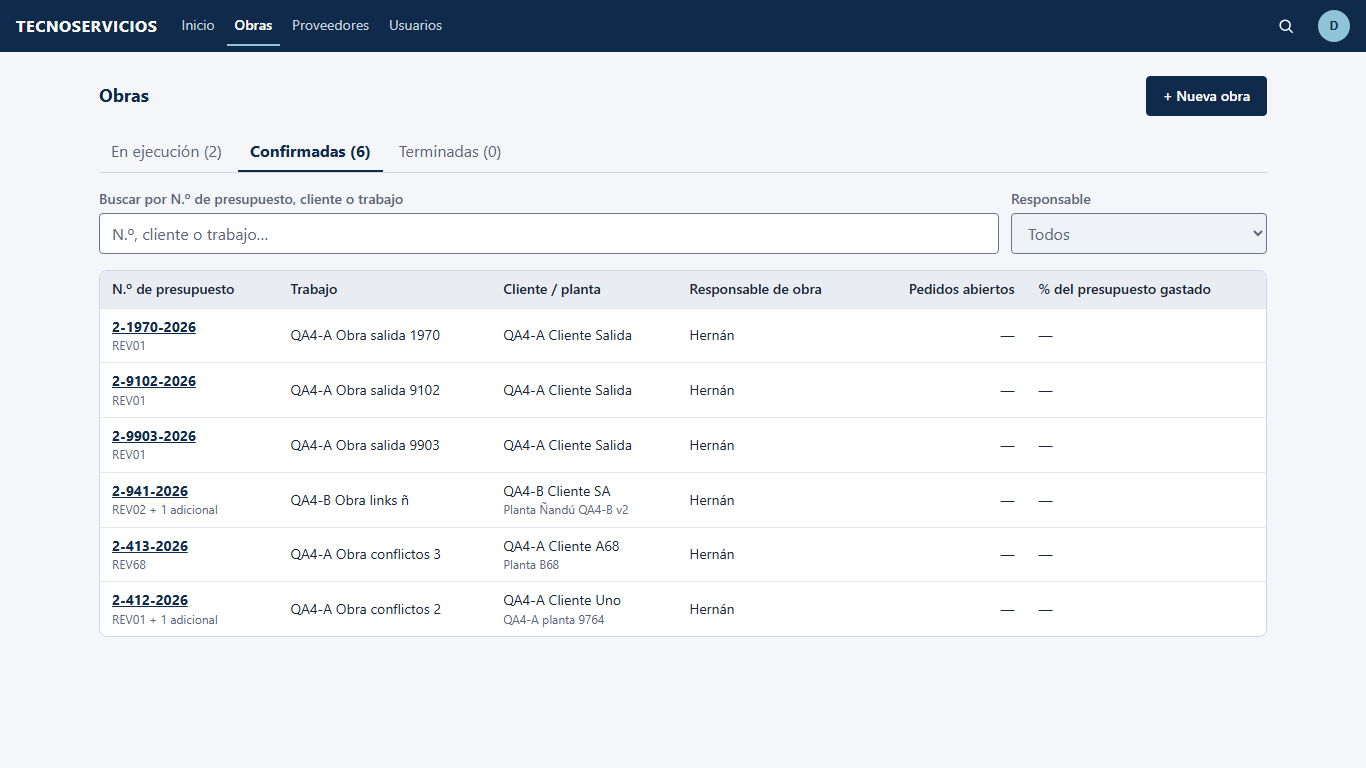 TECNOSERVICIOS Inicio Obras Proveedores Usuarios D
Obras
+ Nueva obra
En ejecución (2) Confirmadas (6) Terminadas (0)
Buscar por N.º de presupuesto, cliente o trabajo
Responsable
N.º, cliente o trabajo...
Todos
N.º de presupuesto Trabajo Cliente / planta Responsable de obra Pedidos abiertos % del presupuesto gastado
2-1970-2026 QA4-A Obra salida 1970 QA4-A Cliente Salida Hernán — —
REV01
2-9102-2026 QA4-A Obra salida 9102 QA4-A Cliente Salida Hernán — —
REV01
2-9903-2026 QA4-A Obra salida 9903 QA4-A Cliente Salida Hernán — —
REV01
2-941-2026 QA4-B Obra links ñ QA4-B Cliente SA Hernán — —
REV02 + 1 adicional Planta Ñandú QA4-B v2
2-413-2026 QA4-A Obra conflictos 3 QA4-A Cliente A68 Hernán — —
REV68 Planta B68
2-412-2026 QA4-A Obra conflictos 2 QA4-A Cliente Uno Hernán — —
REV01 + 1 adicional QA4-A planta 9764